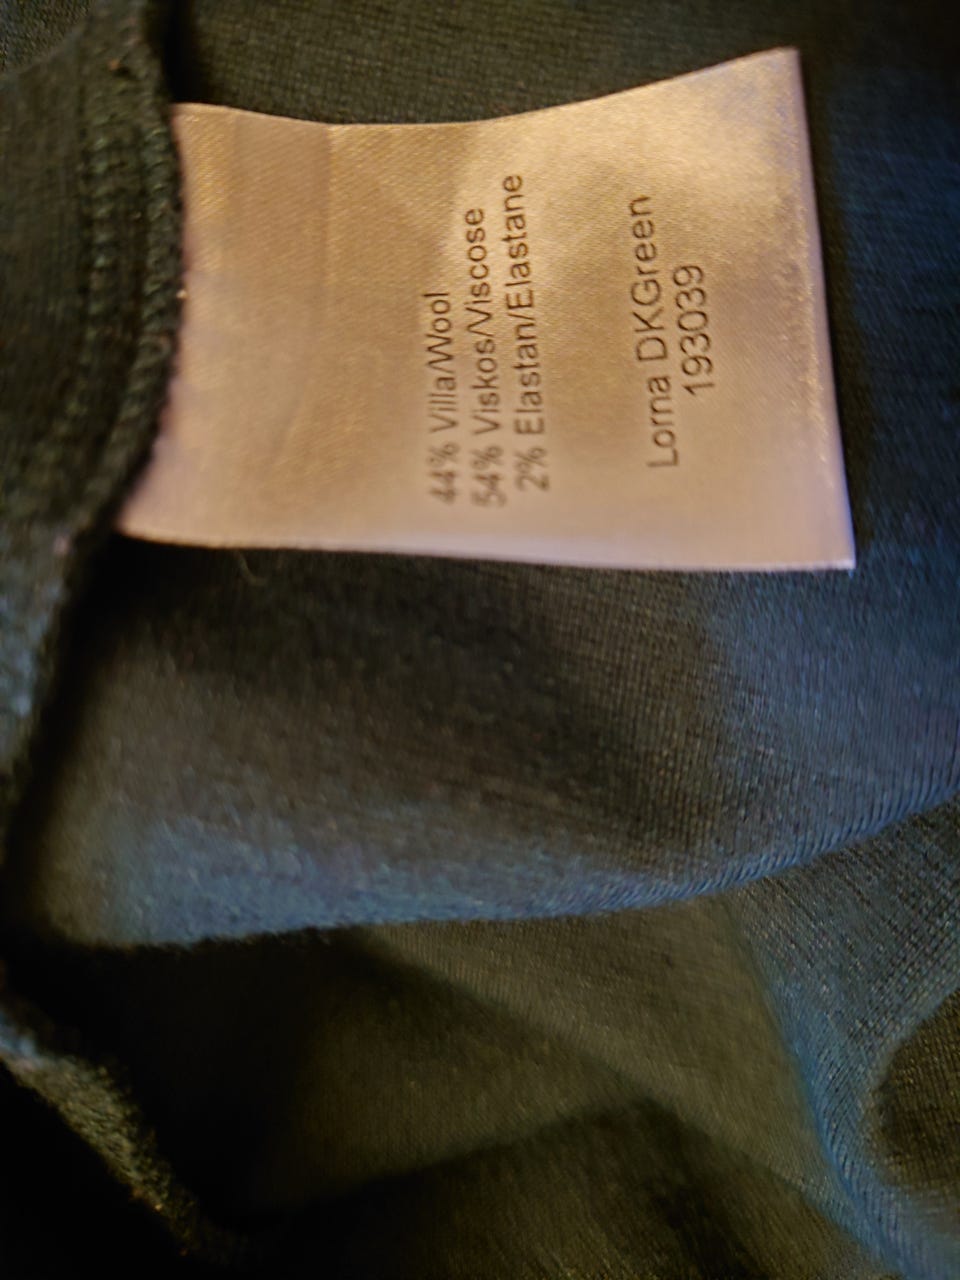 44% Villa/Wool
54% Viskos/Viscose
2% Elastan/Elastane
Lorna DKGreen
193039